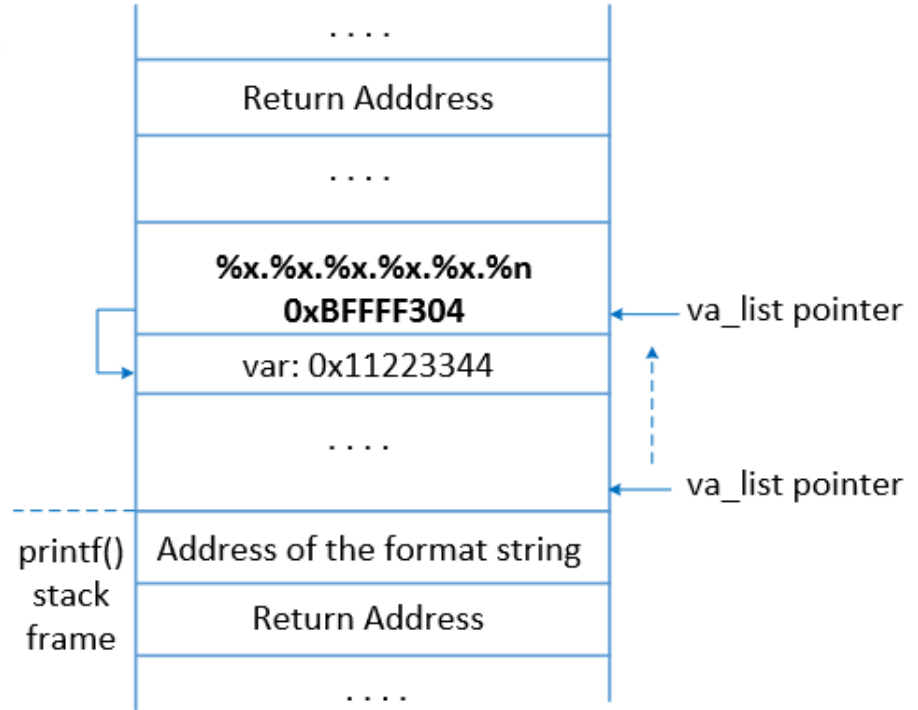 . . . .
Return Adddress
. . . .
%x.%x.%x.%x.%x.%n
0xBFFFF304
va_list pointer
var: 0x11223344
. . . .
va_list pointer
printf()
stack
frame
Address of the format string
Return Address
. . . .